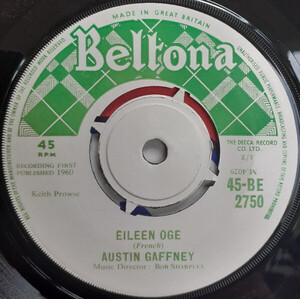 MADE IN GREAT BRITAIN
Beltona
45
RPM
RECORDING FIRST
PUBLISHED 1960
Keith Prowse
THE DECCA RECORD
CO. LTD.
45-BE
2750
EILEEN OGE
(French)
AUSTIN GAFFNEY
Music Director : Bob Sharples